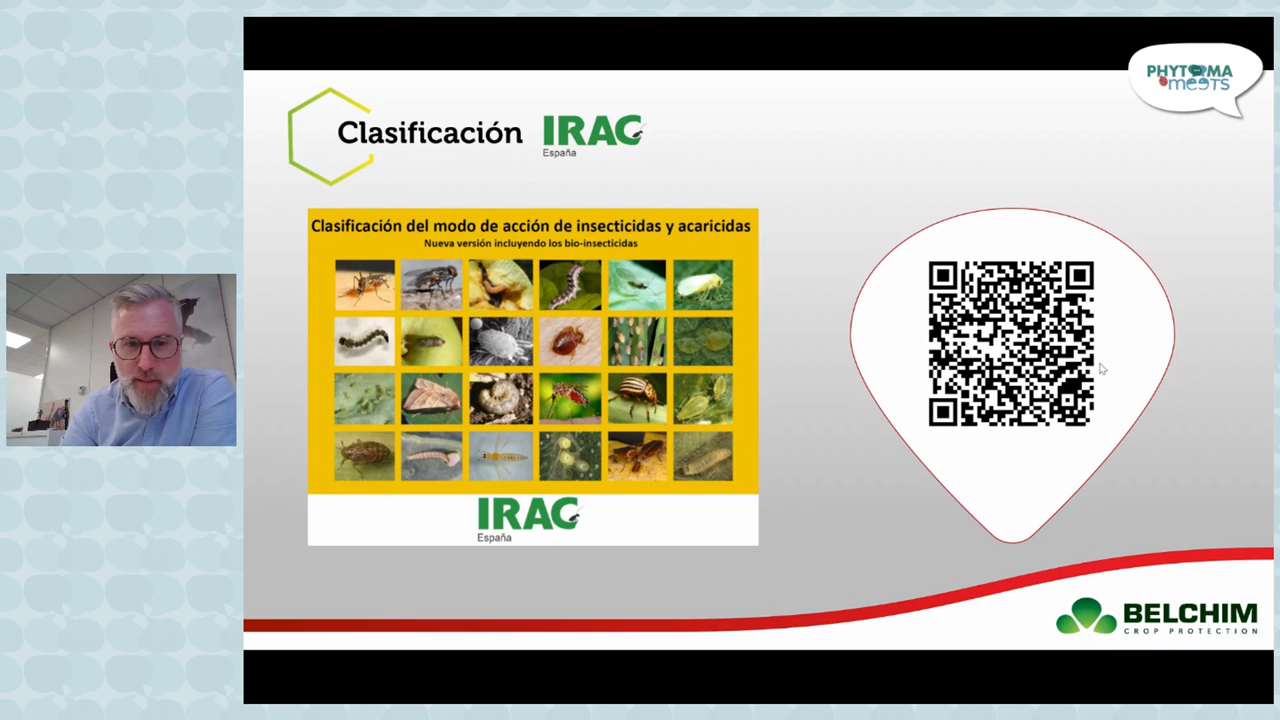 PHYTOMA
meets
Clasificación
IRAC
España
Clasificación del modo de acción de insecticidas y acaricidas
Nueva versión incluyendo los bio-insecticidas
IRAC
España
BELCHIM
CROP PROTECTION